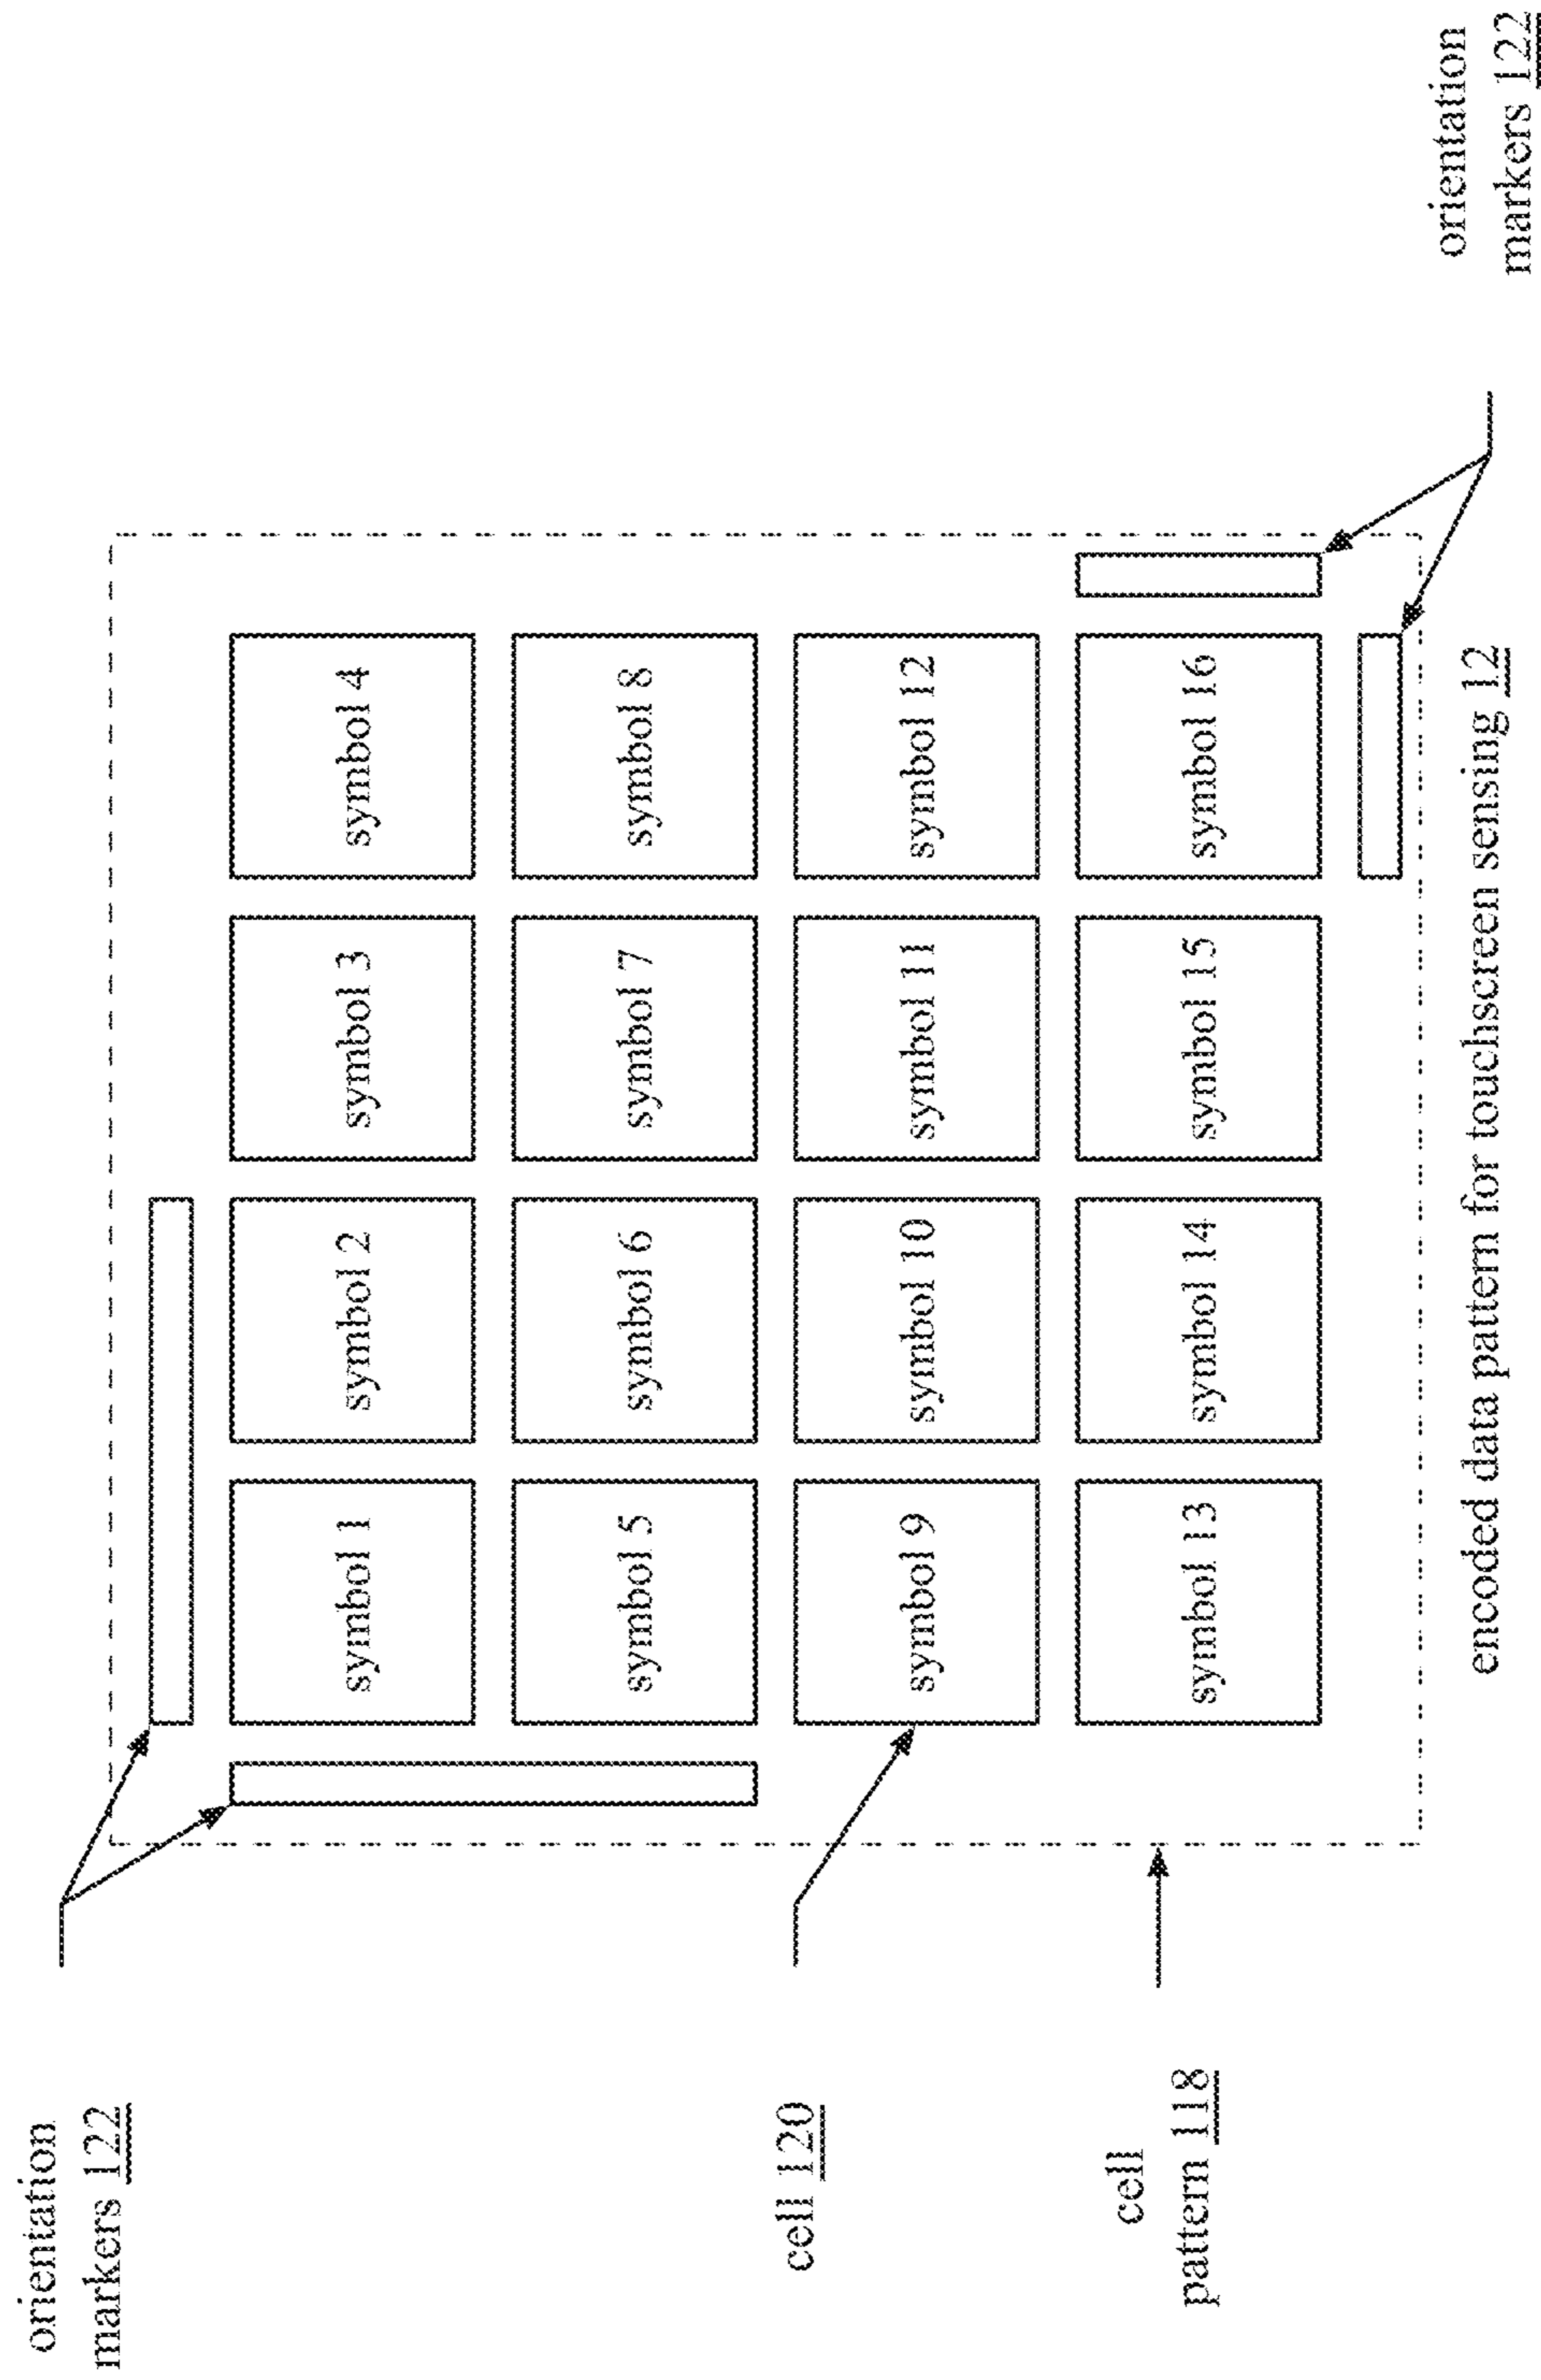 orientation
markers 122
symbol 1
symbol 2
symbol 3
symbol 4
symbol 5
symbol 6
symbol 7
symbol 8
cell 120
symbol 9
symbol 10
symbol 11
symbol 12
cell
pattern 118
symbol 13
symbol 14
symbol 15
symbol 16
orientation
markers 122
encoded data pattern for touchscreen sensing 12